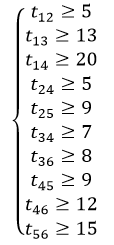 t₁₂ ≥ 5
t₁₃ ≥ 13
t₁₄ ≥ 20
t₂₄ ≥ 5
t₂₅ ≥ 9
t₃₄ ≥ 7
t₃₆ ≥ 8
t₄₅ ≥ 9
t₄₆ ≥ 12
t₅₆ ≥ 15